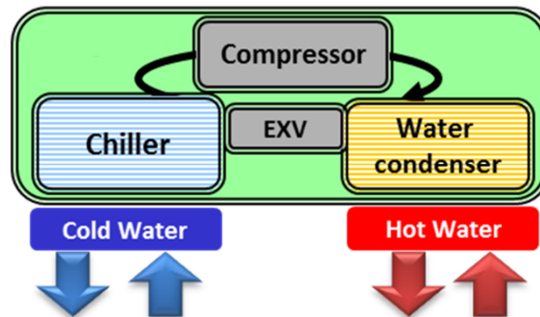 Compressor
Chiller
EXV
Water
condenser
Cold Water
Hot Water